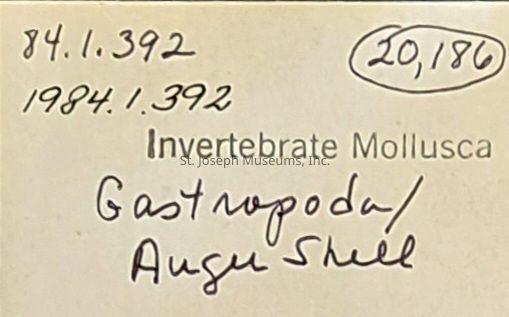 84.1.392
20,186
1984.1.392
Invertebrate Mollusca
St. Joseph Museums, Inc.
Gastropoda/
Auger Shell